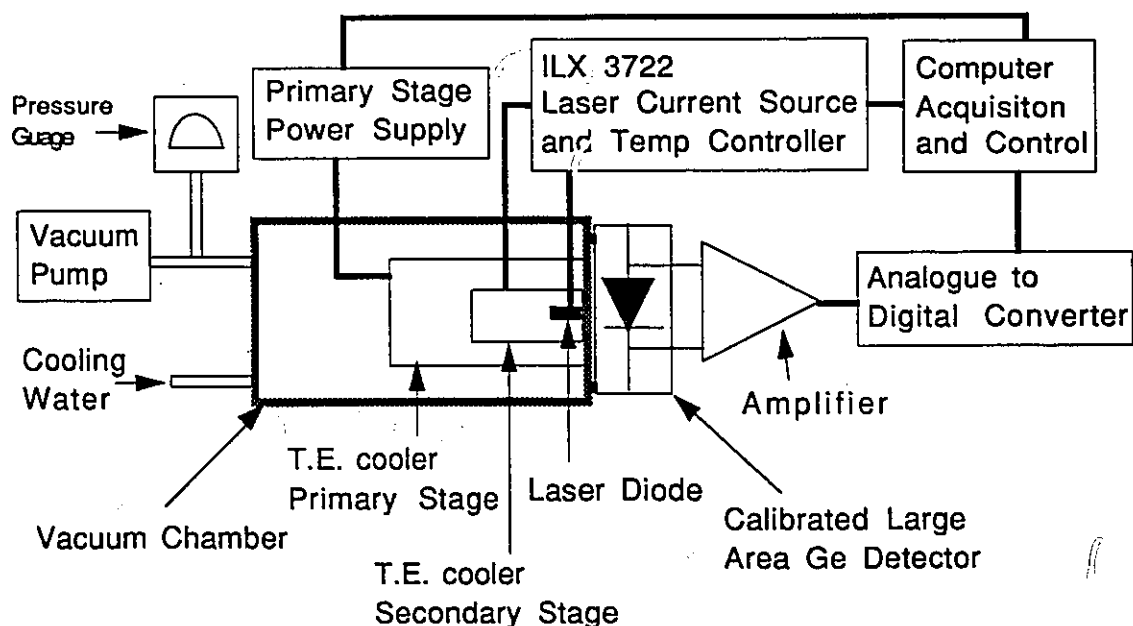 Pressure
Guage
Primary Stage
Power Supply
ILX 3722
Laser Current Source
and Temp Controller
Computer
Acquisiton
and Control
Vacuum
Pump
Analogue to
Digital Converter
Cooling
Water
Amplifier
T.E. cooler
Primary Stage
Laser Diode
Vacuum Chamber
Calibrated Large
Area Ge Detector
T.E. cooler
Secondary Stage